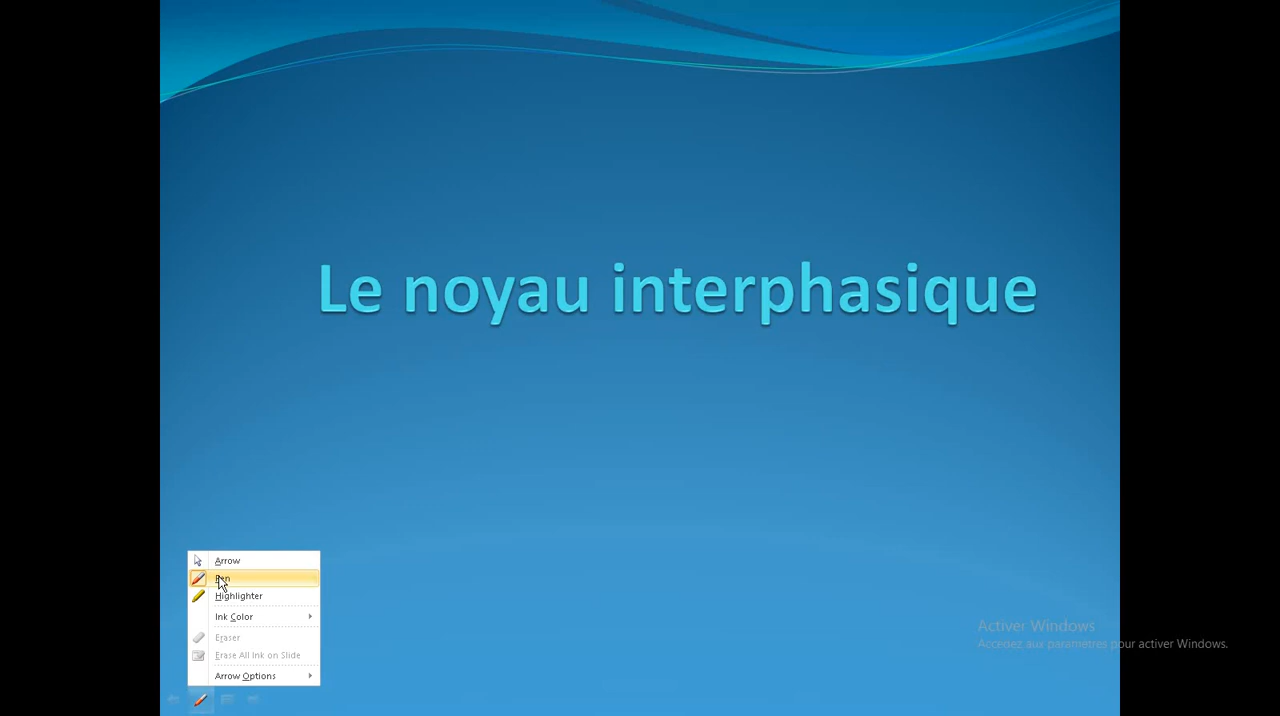 Le noyau interphasique
Arrow
Pen
Highlighter
Ink Color
Eraser
Erase All Ink on Slide
Arrow Options
Activer Windows
Accédez aux paramètres pour activer Windows.